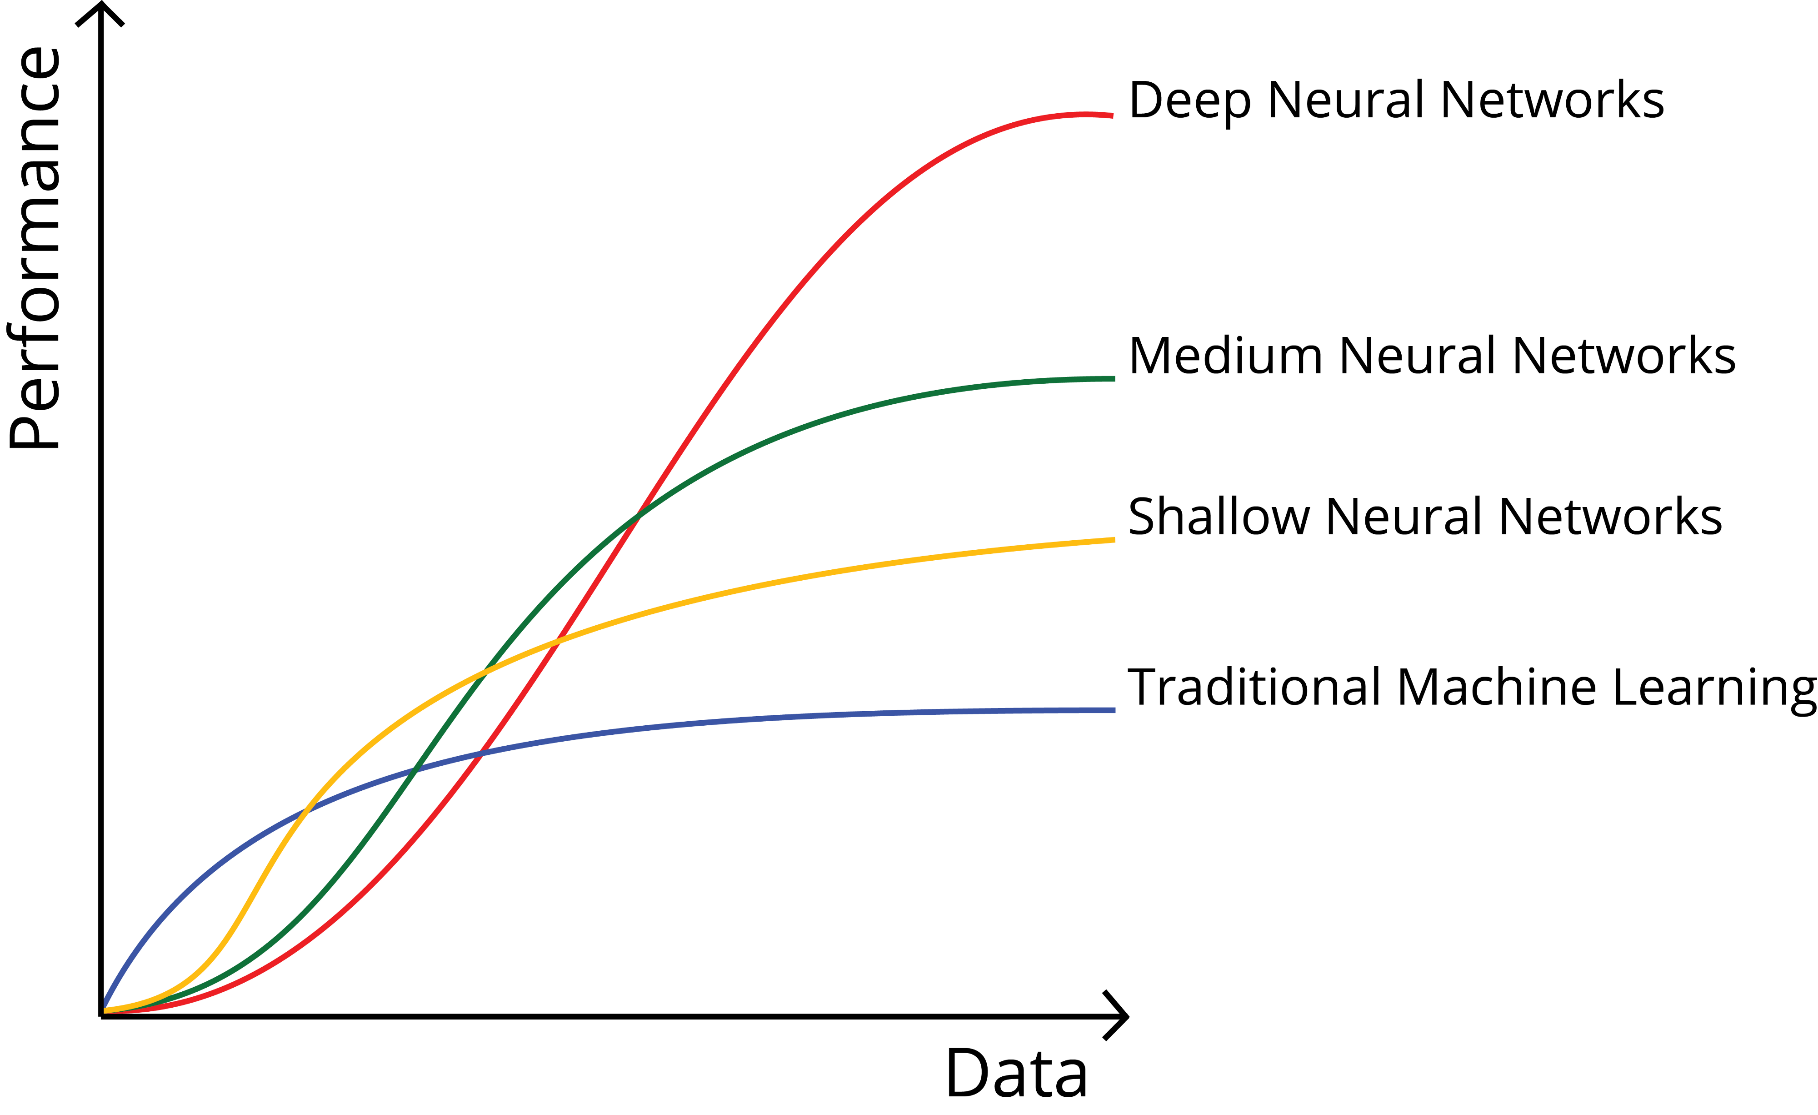 Performance
Deep Neural Networks
Medium Neural Networks
Shallow Neural Networks
Traditional Machine Learning
Data